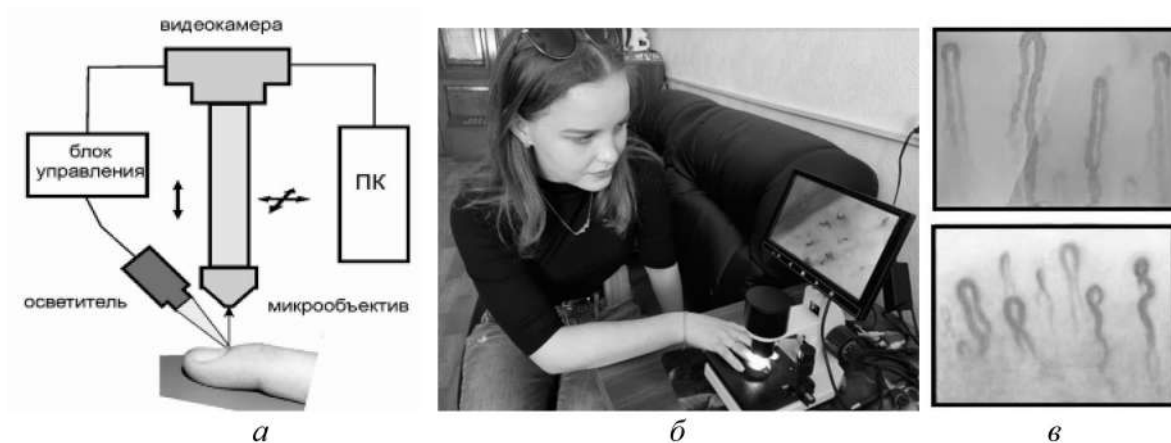 видеокамера
блок
управления
ПК
осветитель
микрообъектив
а
б
в